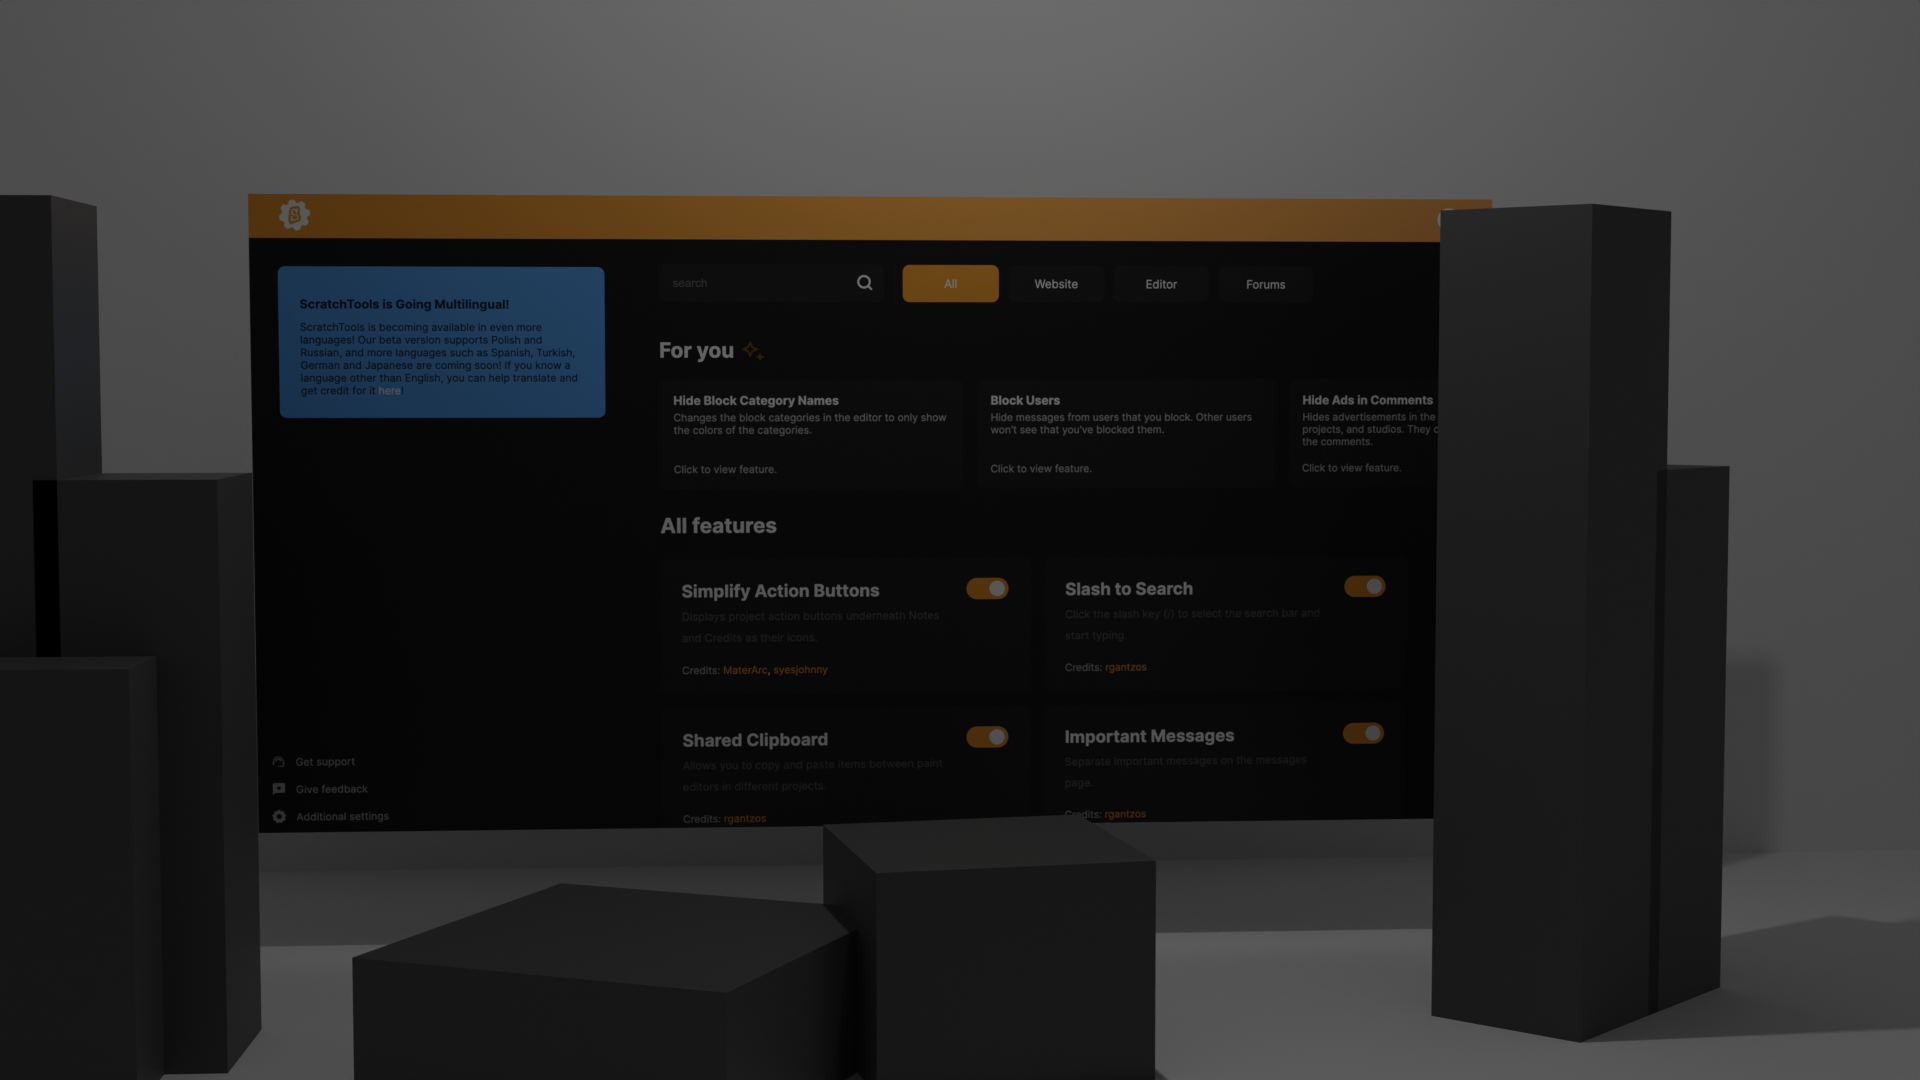 ScratchTools is Going Multilingual!
ScratchTools is becoming available in even more
languages! Our beta version supports Polish and
Russian, and more languages such as Spanish, Turkish,
German and Japanese are coming soon! If you know a
language other than English, you can help translate and
get credit for it here!
Get support
Give feedback
Additional settings
search
All
Website
Editor
Forums
For you
Hide Block Category Names
Changes the block categories in the editor to only show
the colors of the categories.
Click to view feature.
Block Users
Hide messages from users that you block. Other users
won't see that you've blocked them.
Click to view feature.
Hide Ads in Comments
Hides advertisements in the
projects, and studios. They
the comments.
Click to view feature.
All features
Simplify Action Buttons
Displays project action buttons underneath Notes
and Credits as their icons.
Credits: MaterArc, syesjohnny
Slash to Search
Click the slash key (/) to select the search bar and
start typing.
Credits: rgantzos
Shared Clipboard
Allows you to copy and paste items between paint
editors in different projects.
Credits: rgantzos
Important Messages
Separate important messages on the messages
page.
Credits: rgantzos